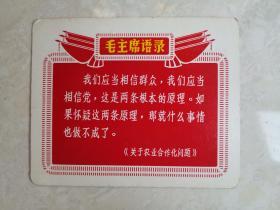 毛主席语录
我们应当相信群众，我们应当
相信党，这是两条根本的原理。如
果怀疑这两条原理，那就什么事情
也做不成了。
《关于农业合作化问题》